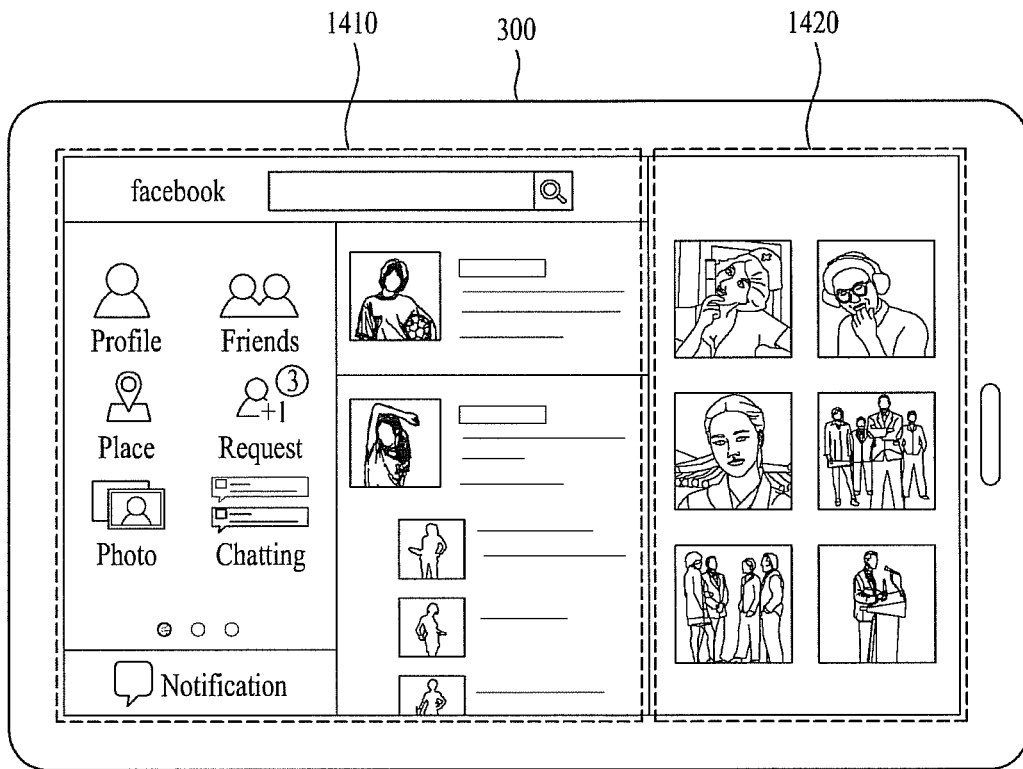 1410 300 1420
facebook
Profile Friends
3
+1
Place Request
Photo Chatting
Notification